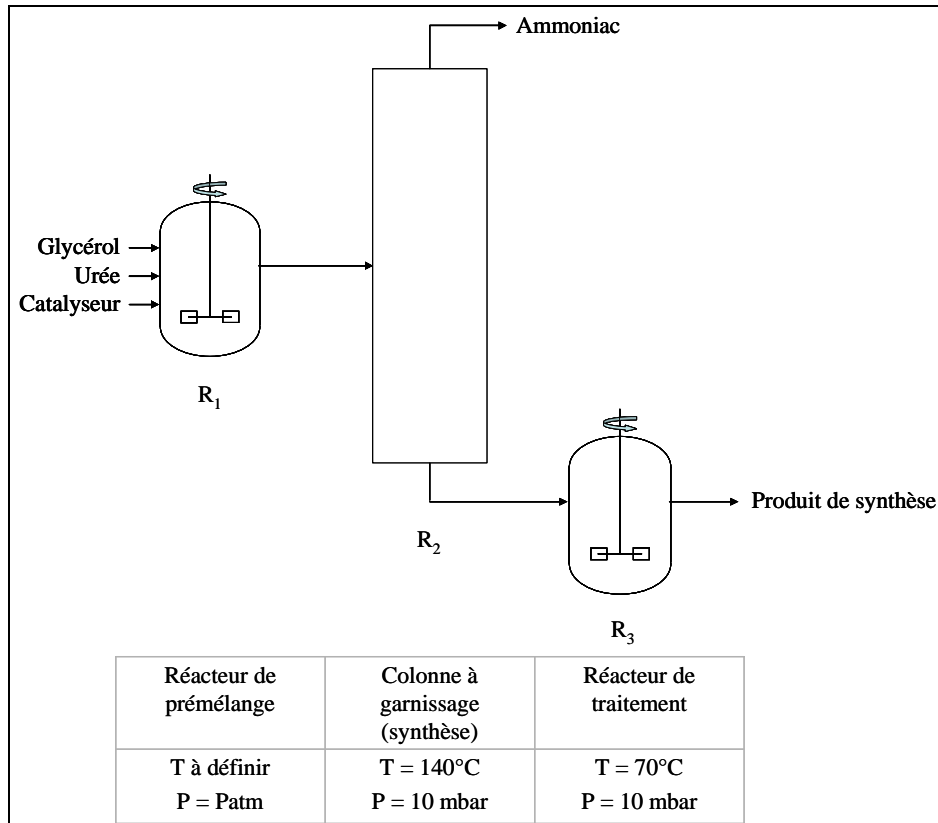 Ammoniac
Glycérol
Urée
Catalyseur
R1
R2
Produit de synthèse
R3
Réacteur de
prémélange
Colonne à
garnissage
(synthèse)
Réacteur de
traitement
T à définir
P = Patm
T = 140°C
P = 10 mbar
T = 70°C
P = 10 mbar